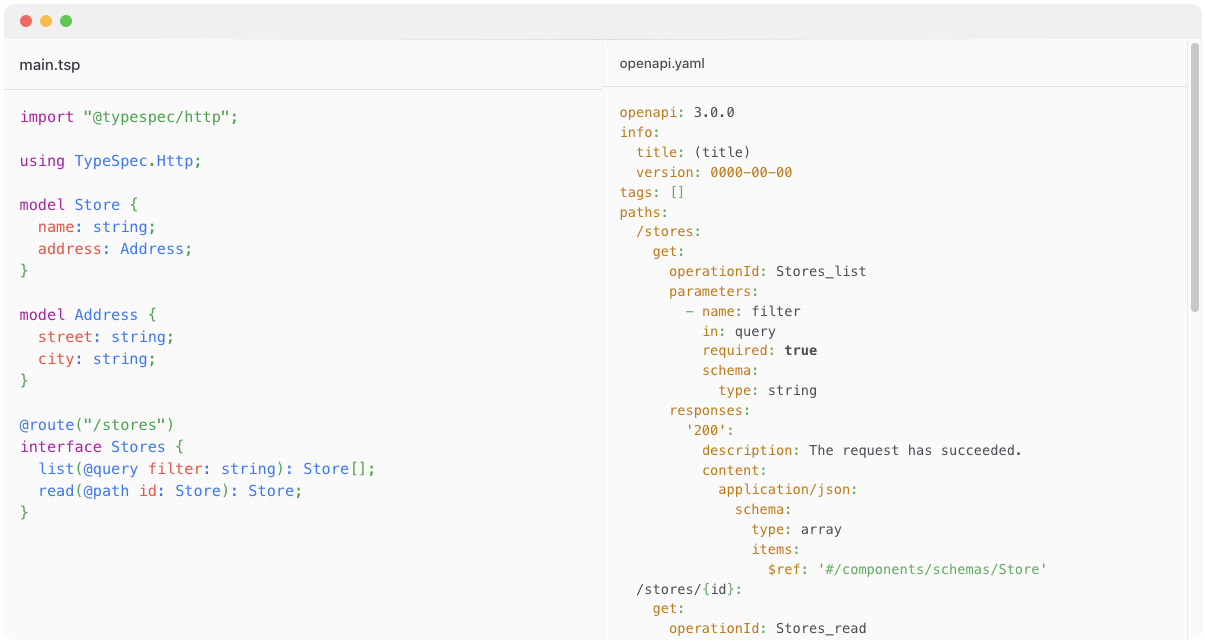 main.tsp
import "@typespec/http";
using TypeSpec.Http;
model Store {
  name: string;
  address: Address;
}
model Address {
  street: string;
  city: string;
}
@route("/stores")
interface Stores {
  list(@query filter: string): Store[];
  read(@path id: Store): Store;
}
openapi.yaml
openapi: 3.0.0
info:
  title: (title)
  version: 0000-00-00
tags: []
paths:
  /stores:
    get:
      operationId: Stores_list
      parameters:
        - name: filter
          in: query
          required: true
          schema:
            type: string
      responses:
        '200':
          description: The request has succeeded.
          content:
            application/json:
              schema:
                type: array
                items:
                  $ref: '#/components/schemas/Store'
  /stores/{id}:
    get:
      operationId: Stores_read